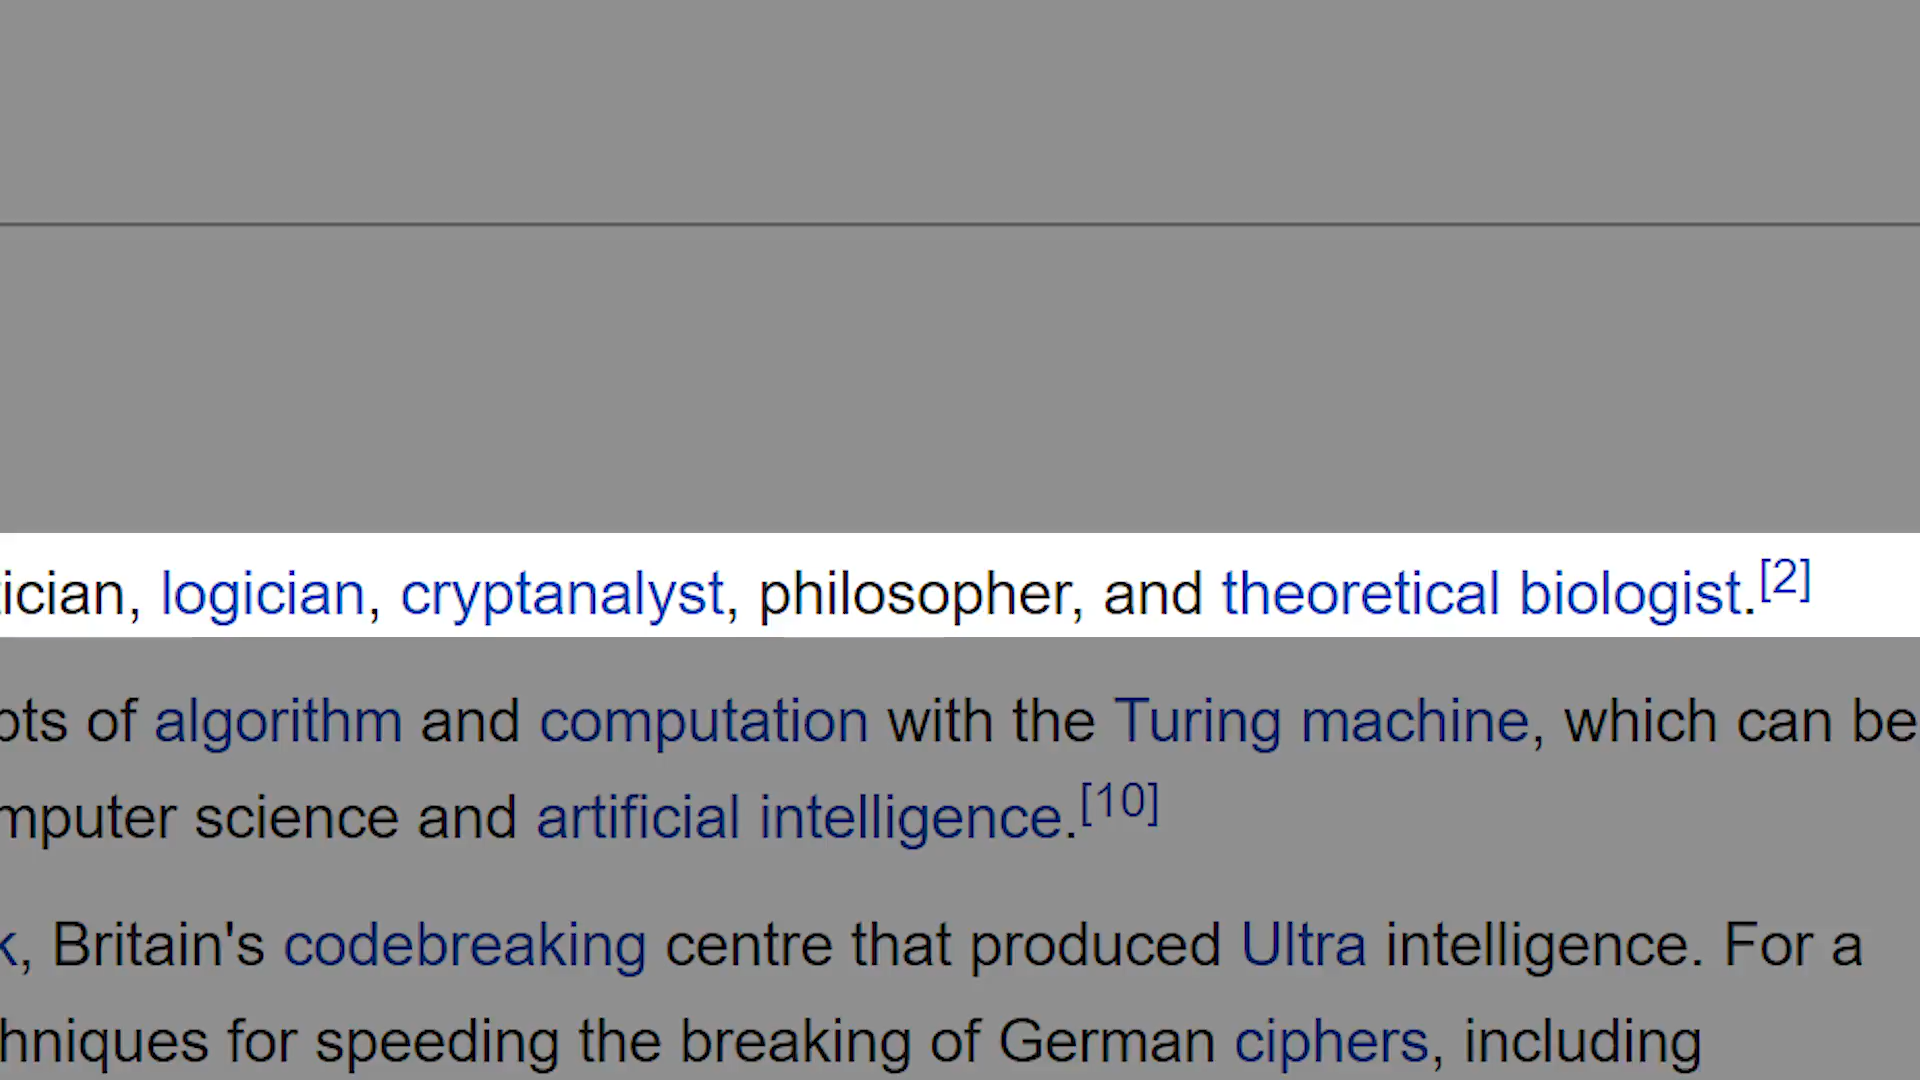 ician, logician, cryptanalyst, philosopher, and theoretical biologist.[2]
pts of algorithm and computation with the Turing machine, which can be
mputer science and artificial intelligence.[10]
k, Britain's codebreaking centre that produced Ultra intelligence. For a
hniques for speeding the breaking of German ciphers, including